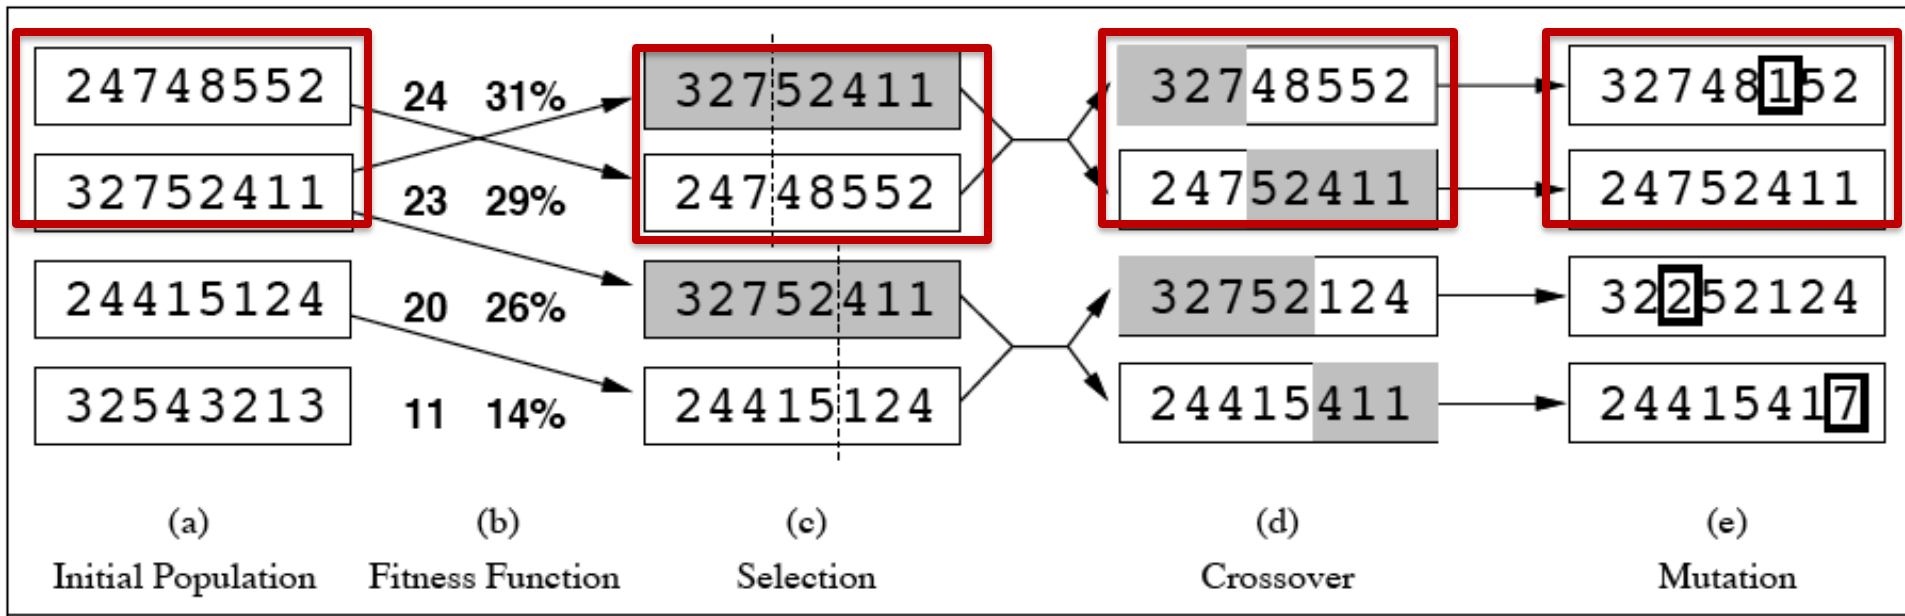 24748552 24 31% 32752411 32748552 32748152
32752411 23 29% 24748552 24752411 24752411
24415124 20 26% 32752411 32752124 32252124
32543213 11 14% 24415124 24415411 24415417
(a) (b) (c) (d) (e)
Initial Population Fitness Function Selection Crossover Mutation